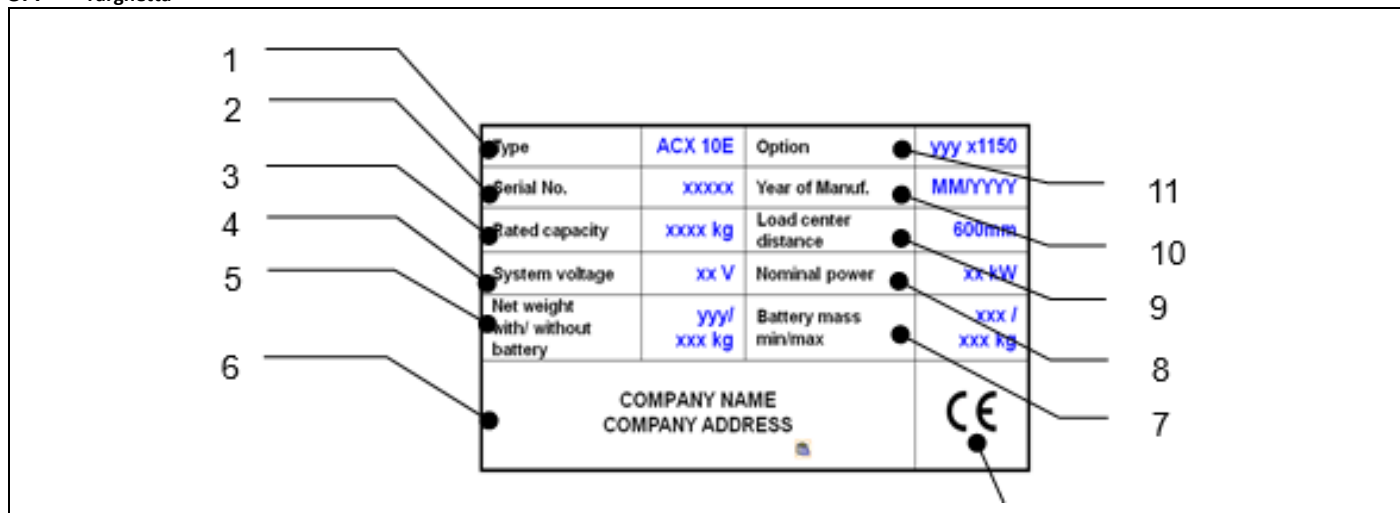 Targhetta
1
2
3
4
5
6
Type ACX 10E Option yyy x1150
Serial No. xxxxx Year of Manuf. MM/YYYY
Rated capacity xxxx kg Load center distance 600mm
System voltage xx V Nominal power xx kW
Net weight
with/ without
battery
yyy/
xxx kg
Battery mass
min/max
xxx /
xxx kg
COMPANY NAME
COMPANY ADDRESS
CE
11
10
9
8
7